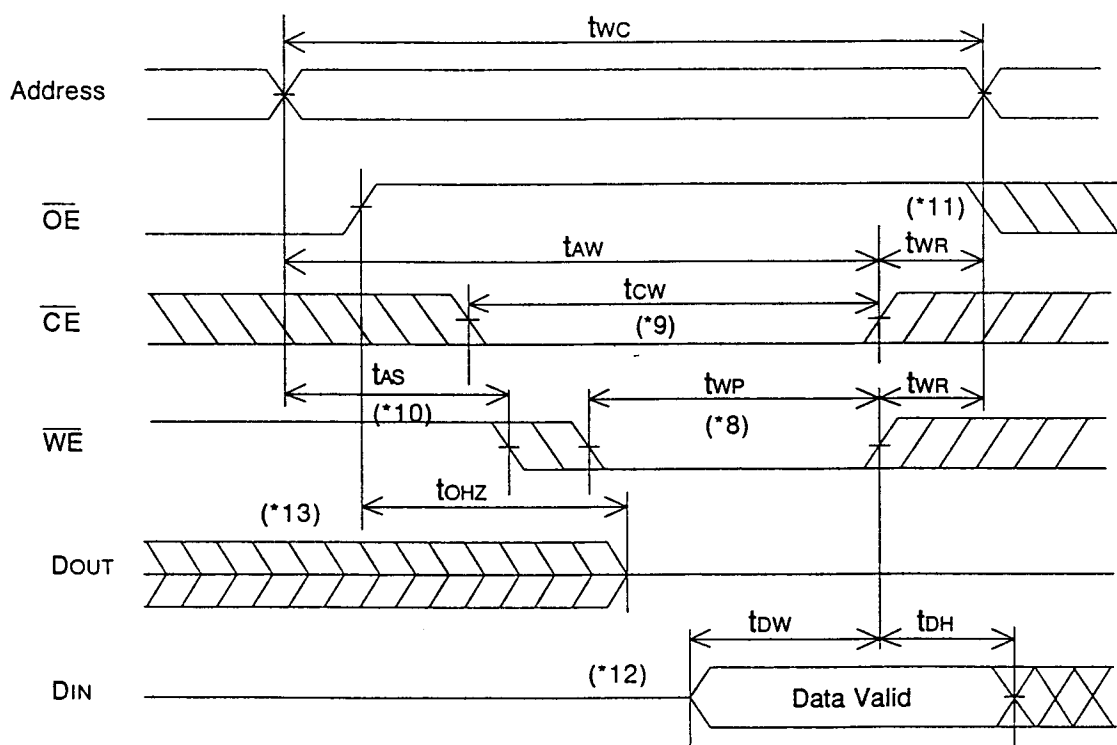 tWC
Address
OE
(*11)
tAW
tWR
CE
tCW
(*9)
tAS
(*10)
tWP
(*8)
tWR
WE
tOHZ
(*13)
DOUT
tDW
tDH
DIN
(*12)
Data Valid